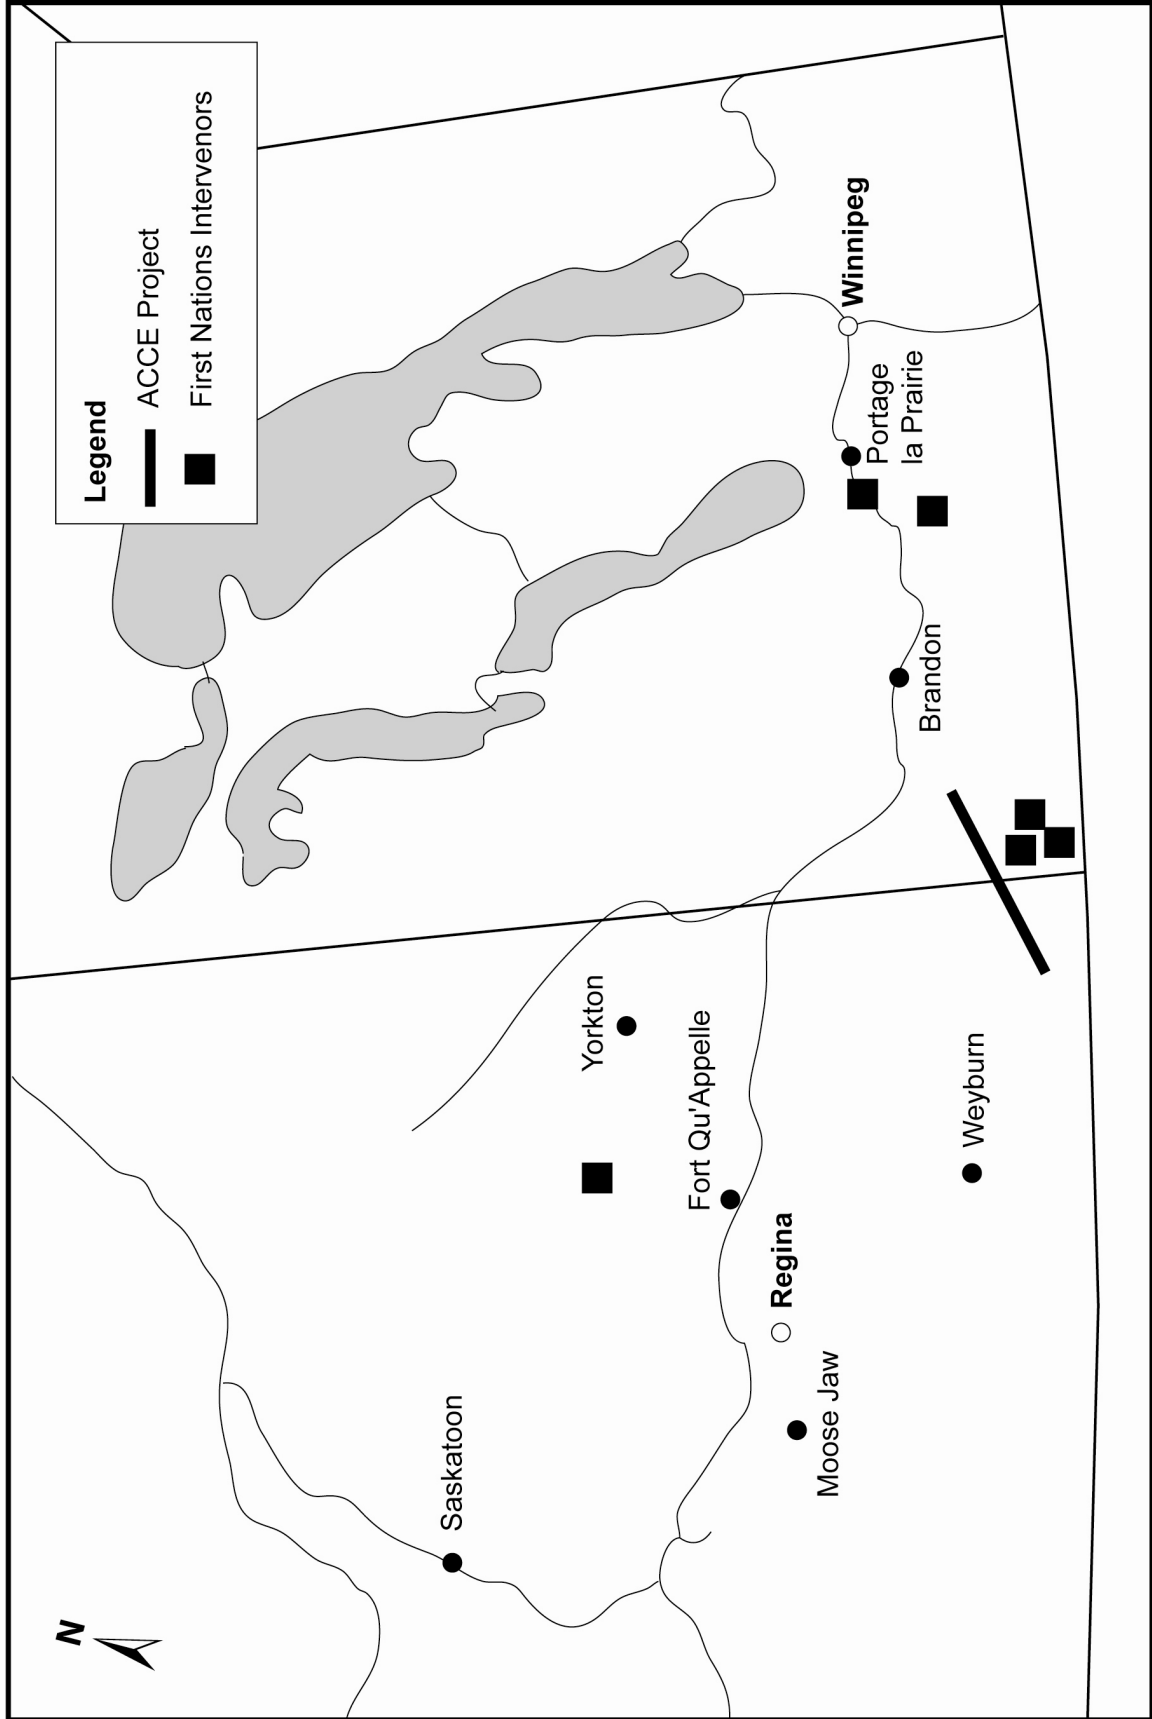 Legend
ACCE Project
First Nations Intervenors
N
Saskatoon
Yorkton
Fort Qu'Appelle
Regina
Moose Jaw
Weyburn
Brandon
Portage
la Prairie
Winnipeg